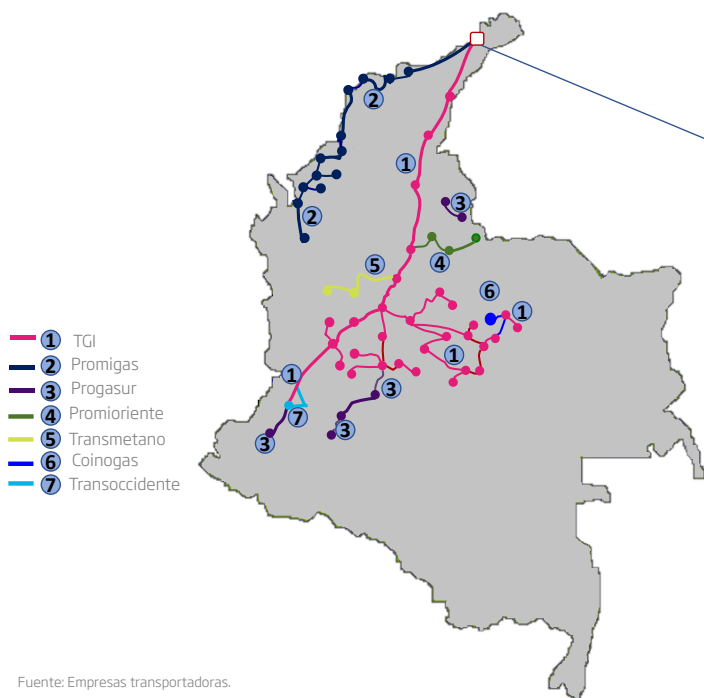 2
1
3
2
4
5
6
1
1
1
3
7
3
3
1 TGI
2 Promigas
3 Progasur
4 Promioriente
5 Transmetano
6 Coinogas
7 Transoccidente
Fuente: Empresas transportadoras.